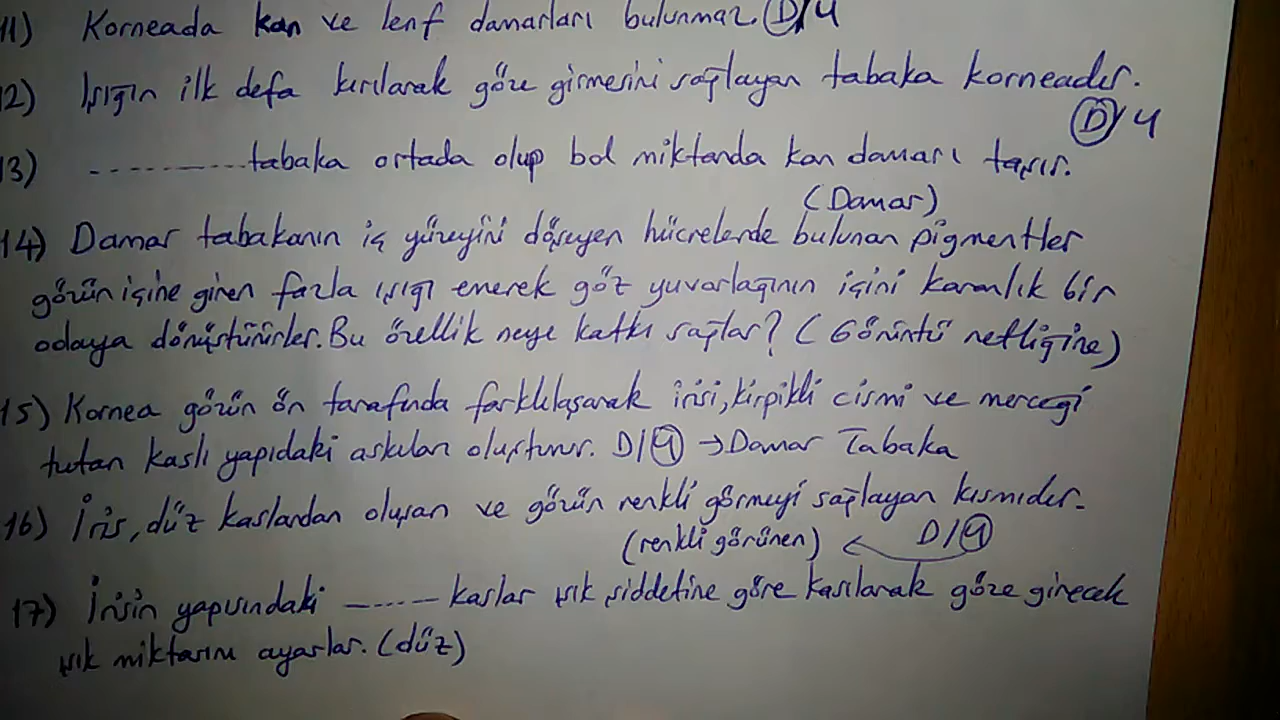 11) Korneada kan ve lenf damarları bulunmaz. D/Y
12) Işığın ilk defa kırılarak göze girmesini sağlayan tabaka korneadır.
D/Y
13) ............ tabaka ortada olup bol miktarda kan damarı taşır.
(Damar)
14) Damar tabakanın iç yüzeyini döşeyen hücrelerde bulunan pigmentler
gözün içine giren fazla ışığı emerek göz yuvarlağının içini karanlık bir
odaya dönüştürürler. Bu özellik neye katkı sağlar? (Görüntü netliğine)
15) Kornea gözün ön tarafında farklılaşarak irisi, kirpikli cismi ve merceği
tutan kaslı yapıdaki askıları oluşturur. D/Y → Damar Tabaka
16) İris, düz kaslardan oluşan ve gözün renkli görmeyi sağlayan kısmıdır.
(renkli görünen) ← D/Y
17) İrisin yapısındaki ------ kaslar ışık şiddetine göre kasılarak göze girecek
ışık miktarını ayarlar. (düz)